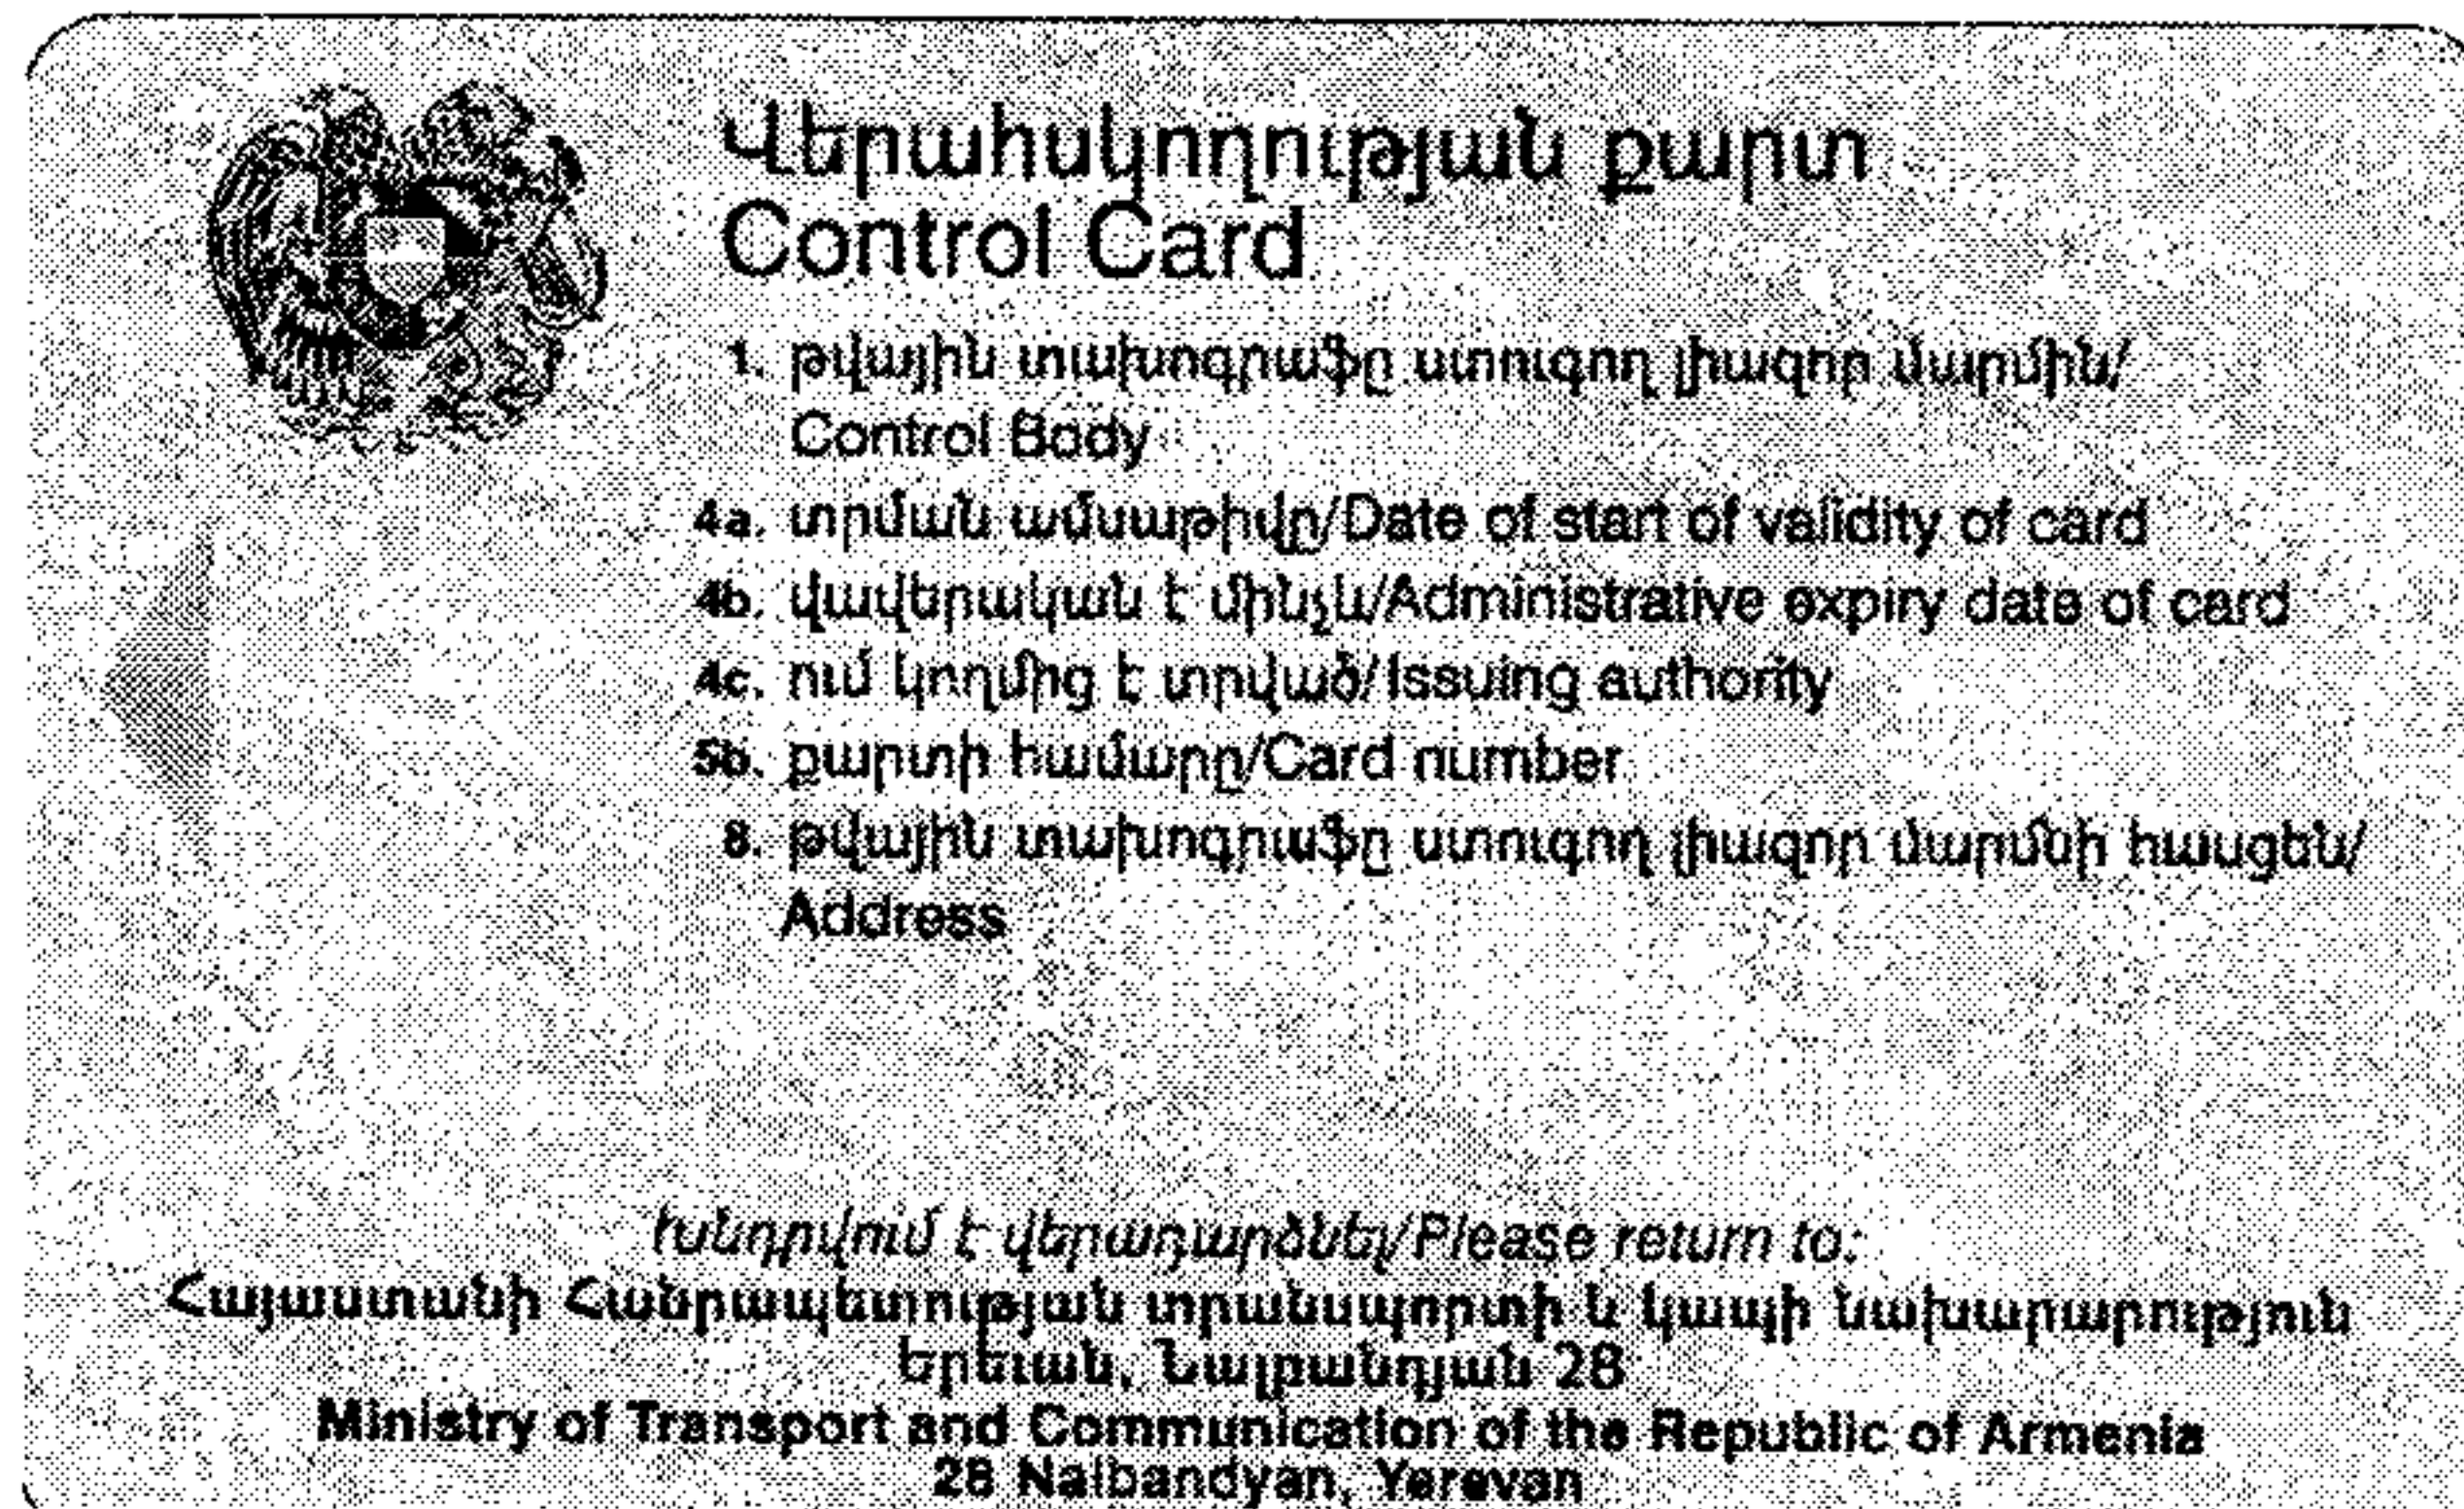 Վերահսկողության քարտ
Control Card
1. թվային տախոգրաֆը ստուգող լիազոր մարմին/
Control Body
4a. տրման ամսաթիվը/Date of start of validity of card
4b. վավերական է մինչև/Administrative expiry date of card
4c. ում կողմից է տրված/Issuing authority
5b. քարտի համարը/Card number
8. թվային տախոգրաֆը ստուգող լիազոր մարմնի հասցեն/
Address
Խնդրվում է վերադարձնել/Please return to:
Հայաստանի Հանրապետության տրանսպորտի և կապի նախարարություն
Երեւան, Նալբանդյան 28
Ministry of Transport and Communication of the Republic of Armenia
28 Nalbandyan, Yerevan